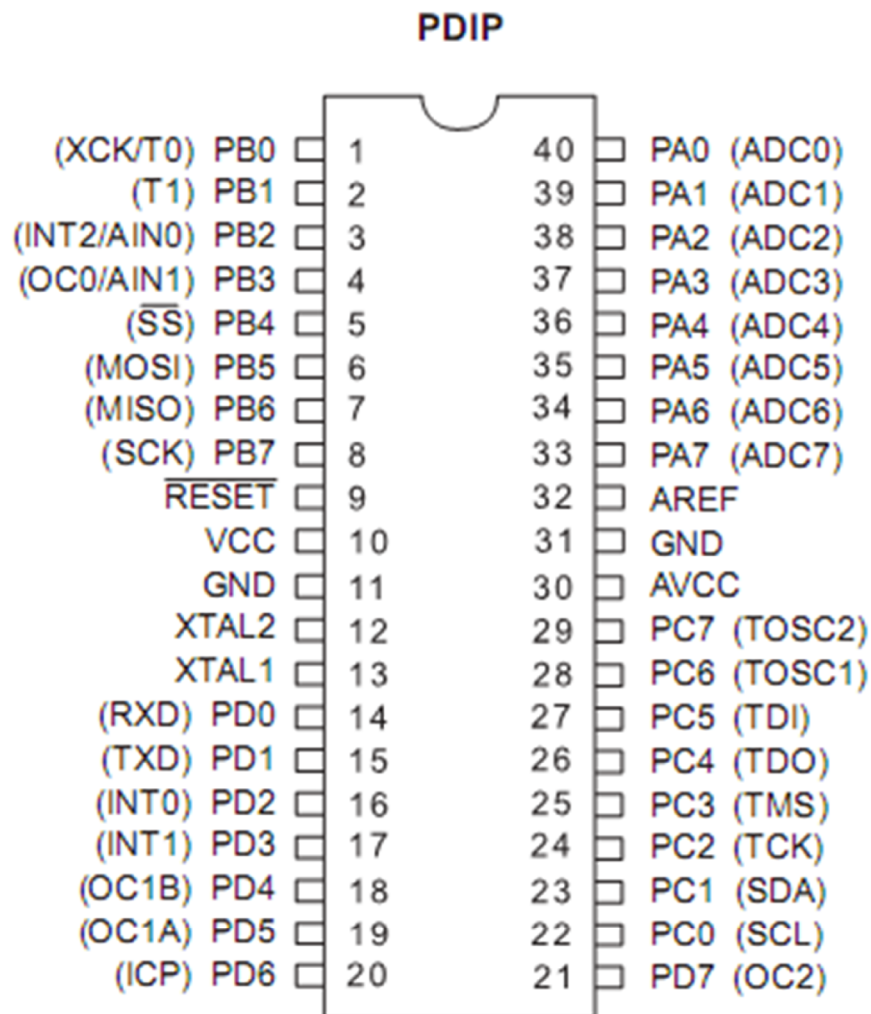 PDIP
(XCK/T0) PB0 1 40 PA0 (ADC0)
(T1) PB1 2 39 PA1 (ADC1)
(INT2/AIN0) PB2 3 38 PA2 (ADC2)
(OC0/AIN1) PB3 4 37 PA3 (ADC3)
(SS) PB4 5 36 PA4 (ADC4)
(MOSI) PB5 6 35 PA5 (ADC5)
(MISO) PB6 7 34 PA6 (ADC6)
(SCK) PB7 8 33 PA7 (ADC7)
RESET 9 32 AREF
VCC 10 31 GND
GND 11 30 AVCC
XTAL2 12 29 PC7 (TOSC2)
XTAL1 13 28 PC6 (TOSC1)
(RXD) PD0 14 27 PC5 (TDI)
(TXD) PD1 15 26 PC4 (TDO)
(INT0) PD2 16 25 PC3 (TMS)
(INT1) PD3 17 24 PC2 (TCK)
(OC1B) PD4 18 23 PC1 (SDA)
(OC1A) PD5 19 22 PC0 (SCL)
(ICP) PD6 20 21 PD7 (OC2)